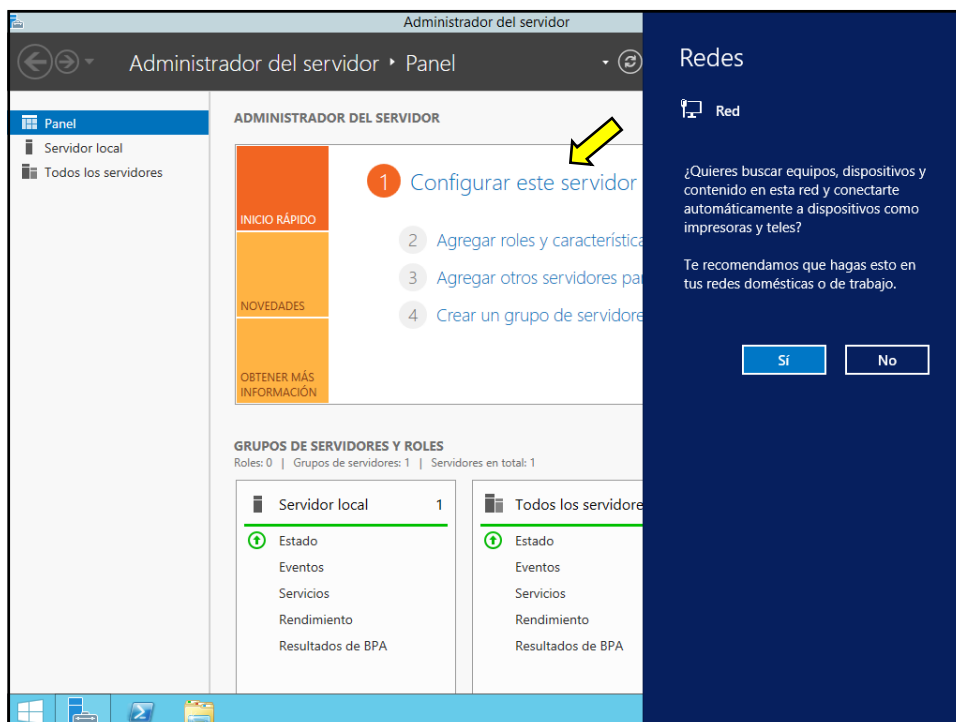 Administrador del servidor
Administrador del servidor • Panel
Panel
Servidor local
Todos los servidores
ADMINISTRADOR DEL SERVIDOR
INICIO RÁPIDO
NOVEDADES
OBTENER MÁS
INFORMACIÓN
1 Configurar este servidor
2 Agregar roles y característica
3 Agregar otros servidores par
4 Crear un grupo de servidore
GRUPOS DE SERVIDORES Y ROLES
Roles: 0 | Grupos de servidores: 1 | Servidores en total: 1
Servidor local 1
Estado
Eventos
Servicios
Rendimiento
Resultados de BPA
Todos los servidore
Estado
Eventos
Servicios
Rendimiento
Resultados de BPA
Redes
Red
¿Quieres buscar equipos, dispositivos y
contenido en esta red y conectarte
automáticamente a dispositivos como
impresoras y teles?
Te recomendamos que hagas esto en
tus redes domésticas o de trabajo.
Sí
No